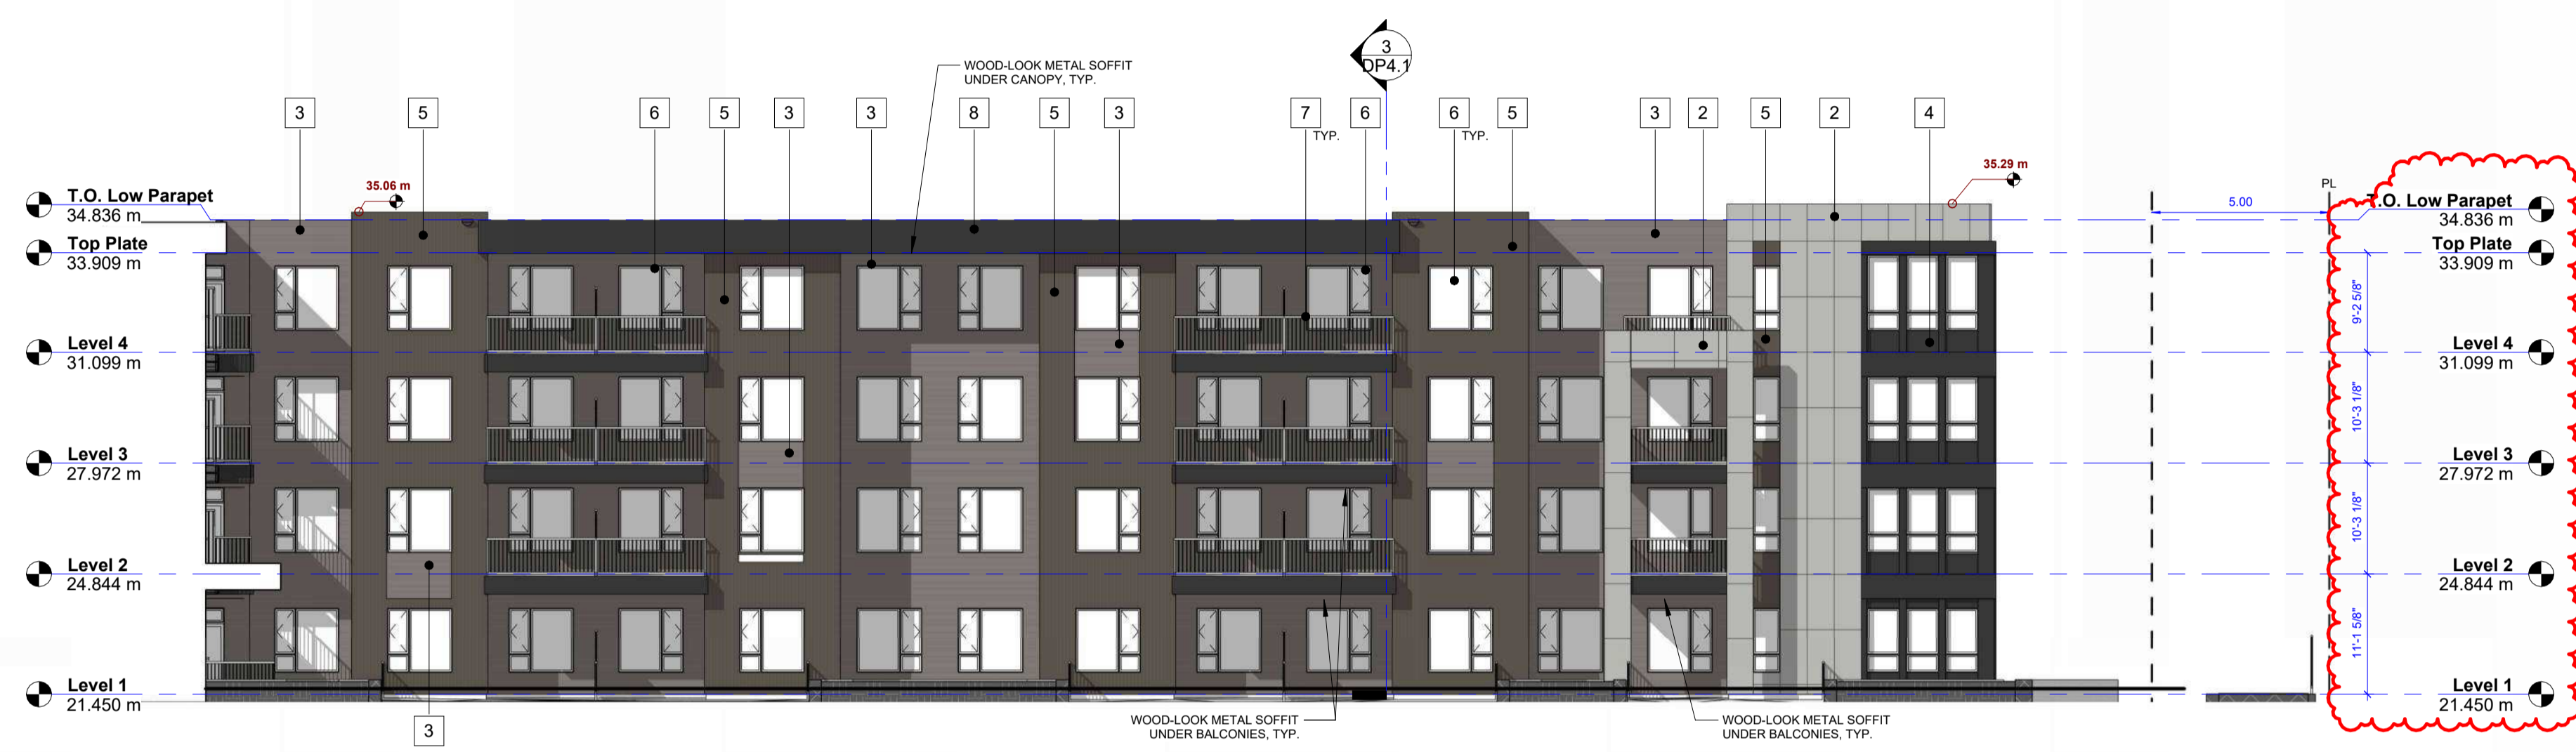 3
DP4.1
WOOD-LOOK METAL SOFFIT
UNDER CANOPY, TYP.
3
5
6
5
3
3
8
5
3
7
TYP.
6
6
TYP.
5
3
2
5
2
4
35.06 m
35.29 m
T.O. Low Parapet
34.836 m
Top Plate
33.909 m
Level 4
31.099 m
Level 3
27.972 m
Level 2
24.844 m
Level 1
21.450 m
3
WOOD-LOOK METAL SOFFIT
UNDER BALCONIES, TYP.
WOOD-LOOK METAL SOFFIT
UNDER BALCONIES, TYP.
5.00
PL
T.O. Low Parapet
34.836 m
Top Plate
33.909 m
9'-2 5/8"
Level 4
31.099 m
10'-3 1/8"
Level 3
27.972 m
10'-3 1/8"
Level 2
24.844 m
11'-1 5/8"
Level 1
21.450 m